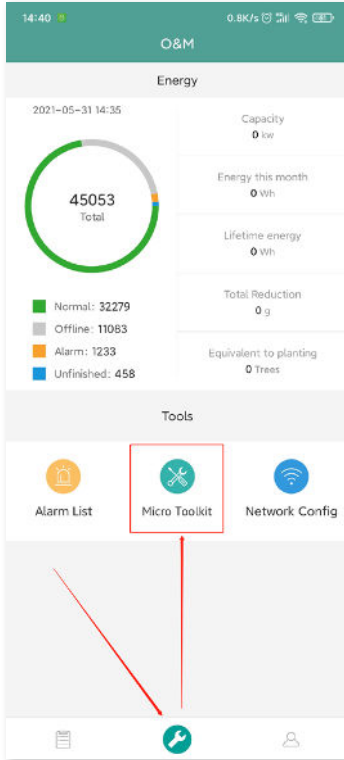 14:40 0.8K/s
O&M
Energy
2021-05-31 14:35
45053
Total
Normal: 32279
Offline: 11083
Alarm: 1233
Unfinished: 458
Capacity
0 kw
Energy this month
0 Wh
Lifetime energy
0 Wh
Total Reduction
0 g
Equivalent to planting
0 Trees
Tools
Alarm List
Micro Toolkit
Network Config